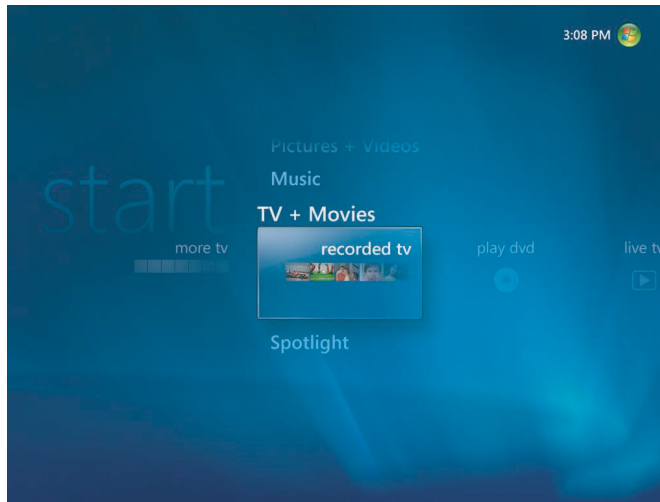 3:08 PM
Pictures + Videos
start
Music
TV + Movies
more tv
recorded tv
play dvd
live tv
Spotlight